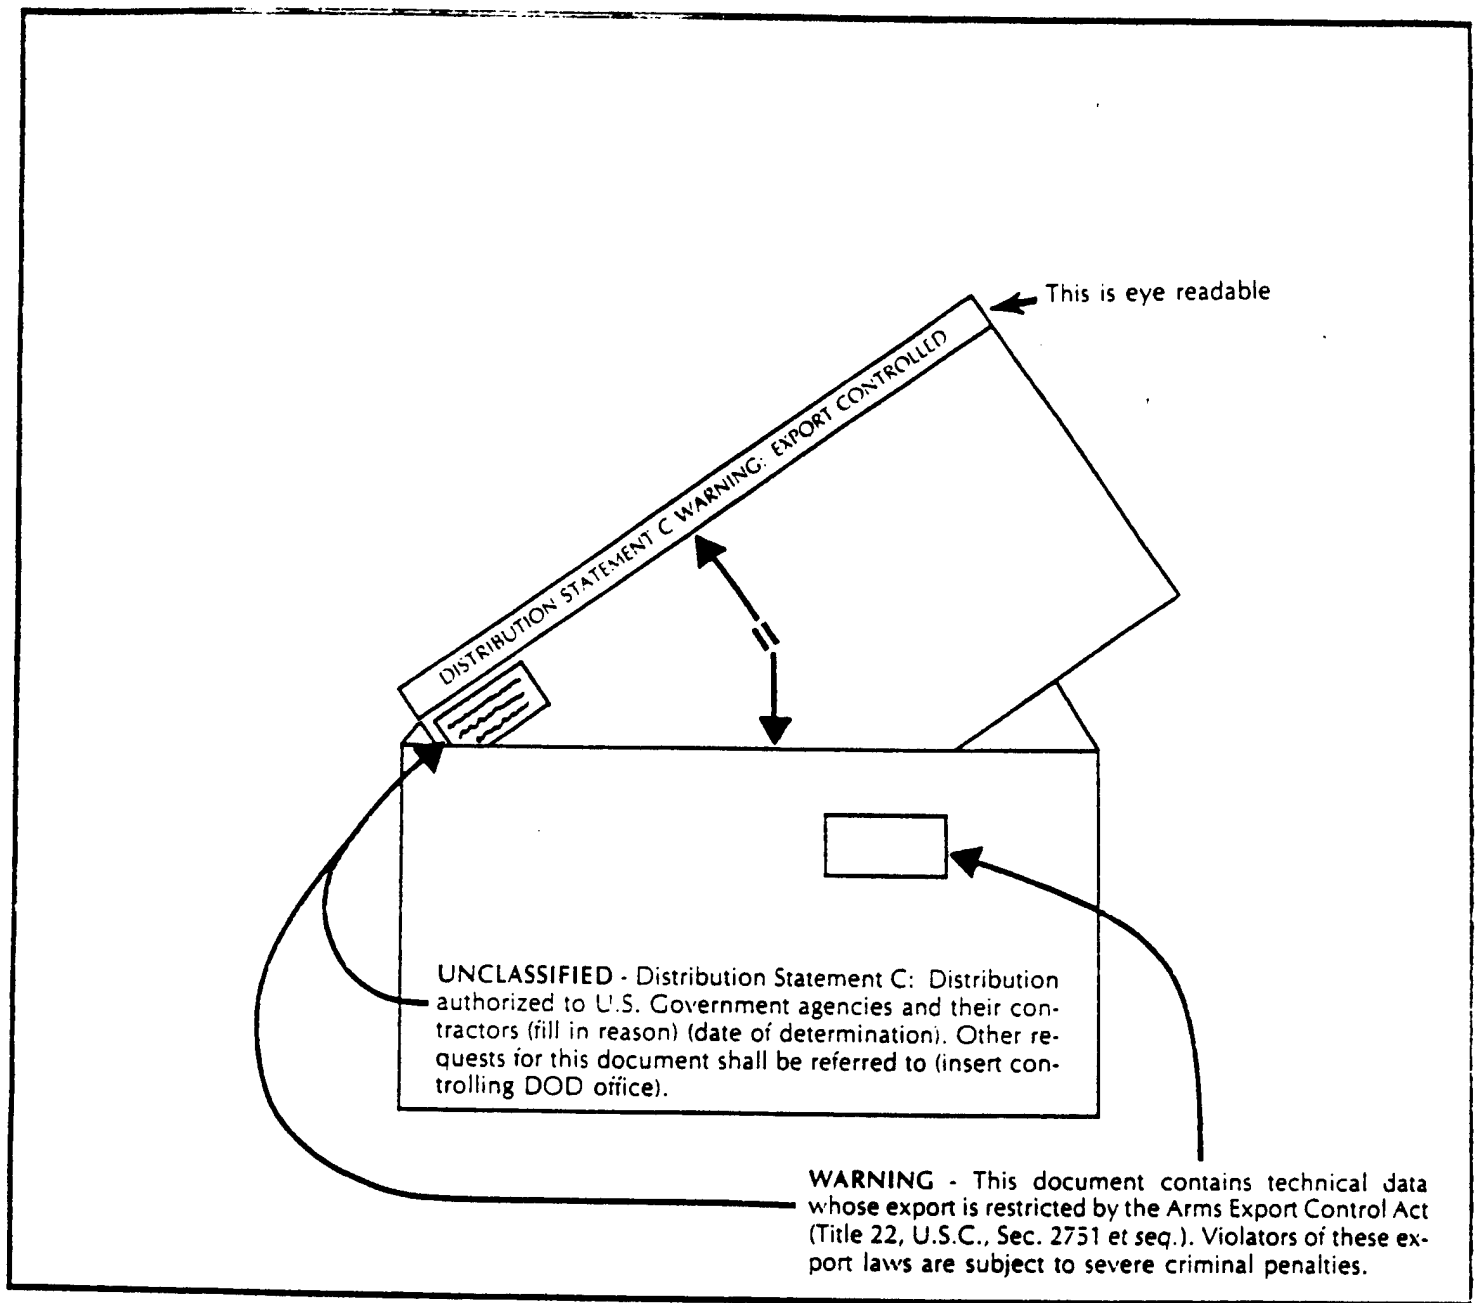 This is eye readable
DISTRIBUTION STATEMENT C WARNING: EXPORT CONTROLLED
UNCLASSIFIED - Distribution Statement C: Distribution
authorized to U.S. Government agencies and their con-
tractors (fill in reason) (date of determination). Other re-
quests for this document shall be referred to (insert con-
trolling DOD office).
WARNING - This document contains technical data
whose export is restricted by the Arms Export Control Act
(Title 22, U.S.C., Sec. 2751 et seq.). Violators of these ex-
port laws are subject to severe criminal penalties.